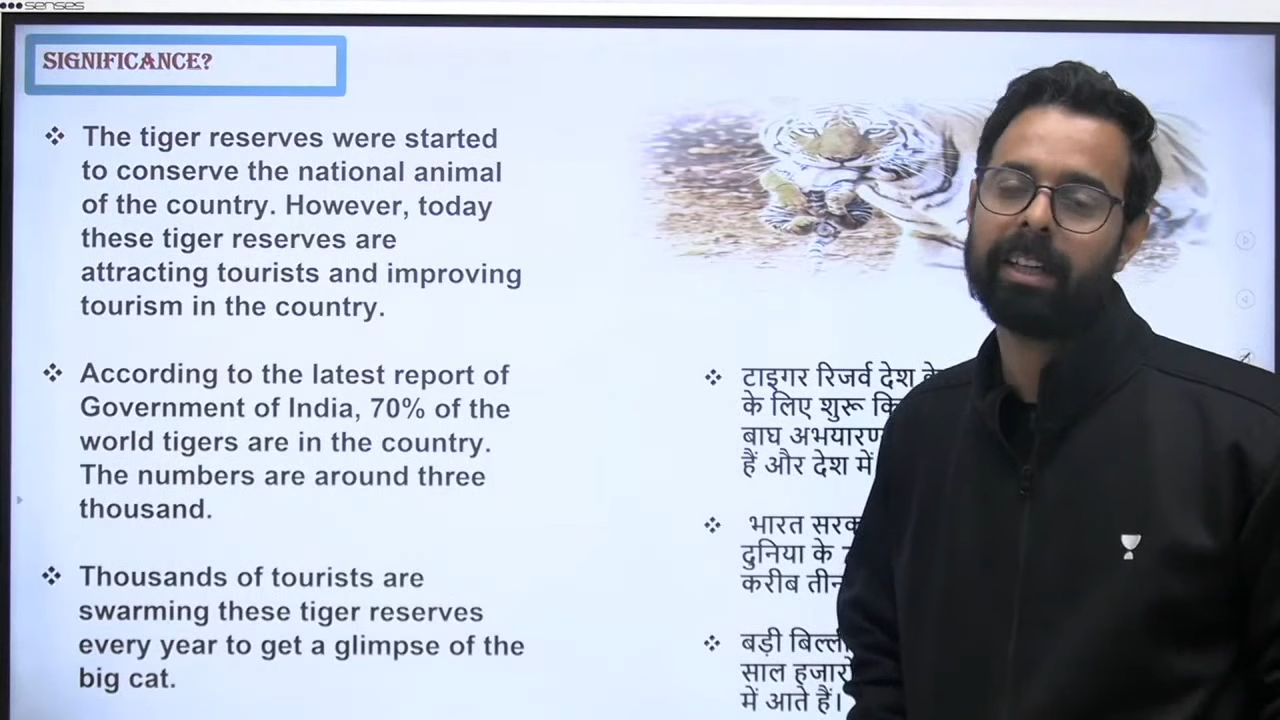 senses
SIGNIFICANCE?
❖ The tiger reserves were started
to conserve the national animal
of the country. However, today
these tiger reserves are
attracting tourists and improving
tourism in the country.
❖ According to the latest report of
Government of India, 70% of the
world tigers are in the country.
The numbers are around three
thousand.
❖ Thousands of tourists are
swarming these tiger reserves
every year to get a glimpse of the
big cat.
❖ टाइगर रिजर्व देश
के लिए शुरू
बाघ
हैं और देश में
❖ भारत
दुनिया के
करीब
❖ बड़ी
साल
में आते हैं।